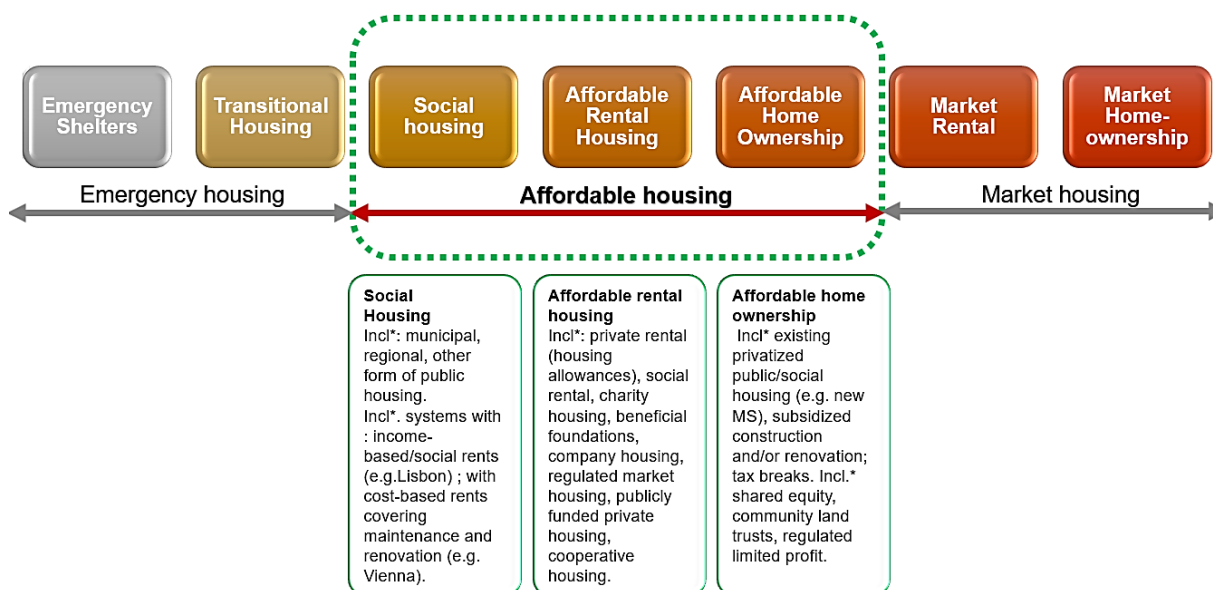 Emergency
Shelters
Transitional
Housing
Social
housing
Affordable
Rental
Housing
Affordable
Home
Ownership
Market
Rental
Market
Home-
ownership
Emergency housing
Affordable housing
Market housing
Social
Housing
Incl*: municipal,
regional, other
form of public
housing.
Incl*. systems with
: income-
based/social rents
(e.g.Lisbon) ; with
cost-based rents
covering
maintenance and
renovation (e.g.
Vienna).
Affordable rental
housing
Incl*: private rental
(housing
allowances), social
rental, charity
housing, beneficial
foundations,
company housing,
regulated market
housing, publicly
funded private
housing,
cooperative
housing.
Affordable home
ownership
Incl* existing
privatized
public/social
housing (e.g. new
MS), subsidized
construction
and/or renovation;
tax breaks. Incl.*
shared equity,
community land
trusts, regulated
limited profit.